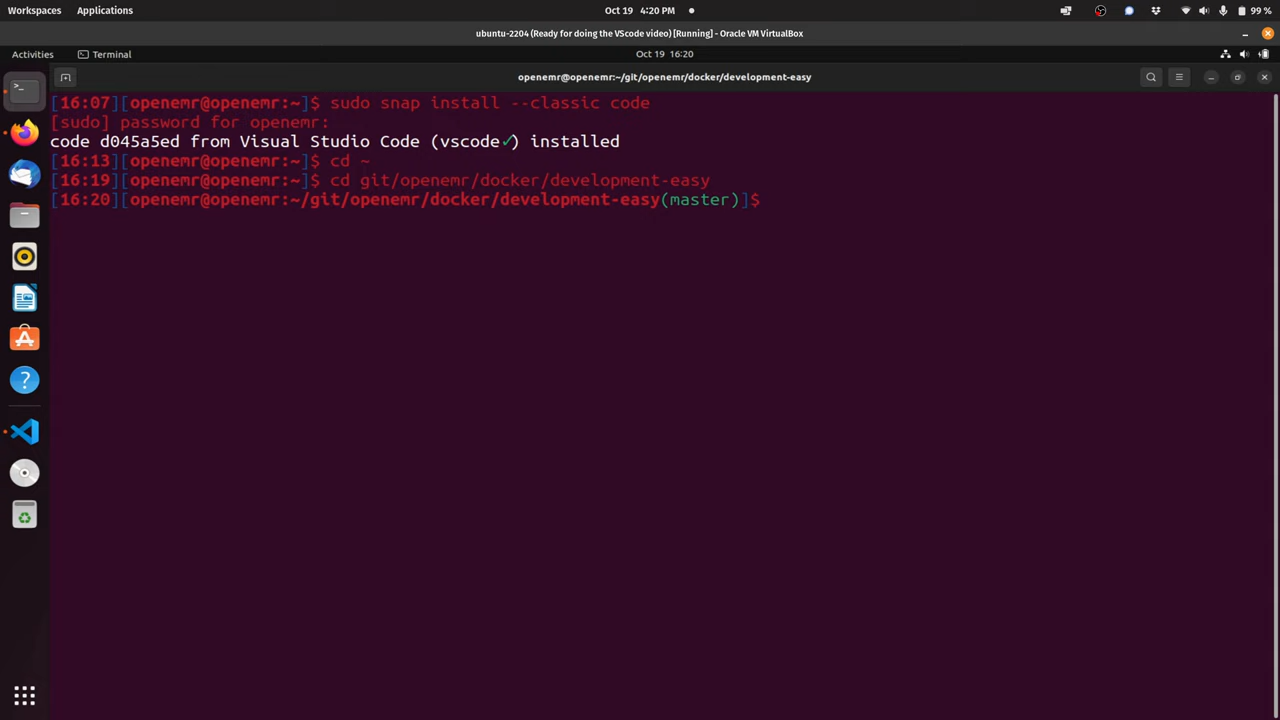 Workspaces Applications Oct 19 4:20 PM 99 %
ubuntu-2204 (Ready for doing the VScode video) [Running] - Oracle VM VirtualBox
Activities Terminal Oct 19 16:20
openemr@openemr:~/git/openemr/docker/development-easy
[16:07][openemr@openemr:~]$ sudo snap install --classic code
[sudo] password for openemr:
code d045a5ed from Visual Studio Code (vscode✓) installed
[16:13][openemr@openemr:~]$ cd ~
[16:19][openemr@openemr:~]$ cd git/openemr/docker/development-easy
[16:20][openemr@openemr:~/git/openemr/docker/development-easy(master)]$